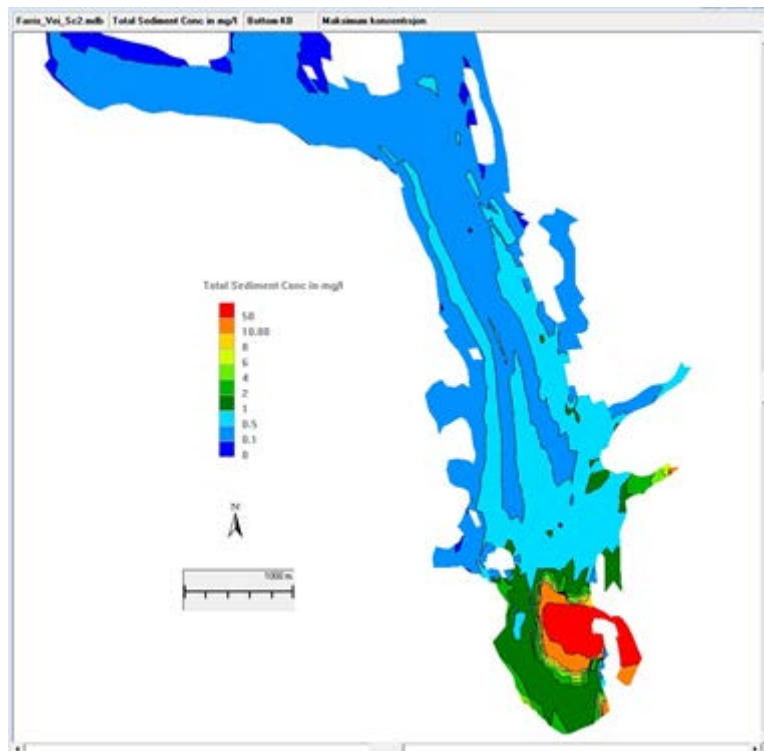 Farris_Vei_Sc2.mdb Total Sediment Conc in mg/l Bottom KB Maksimum konsentrasjon
Total Sediment Conc in mg/l
50
10.00
8
6
4
2
1
0.5
0.1
0
N
1000 m.